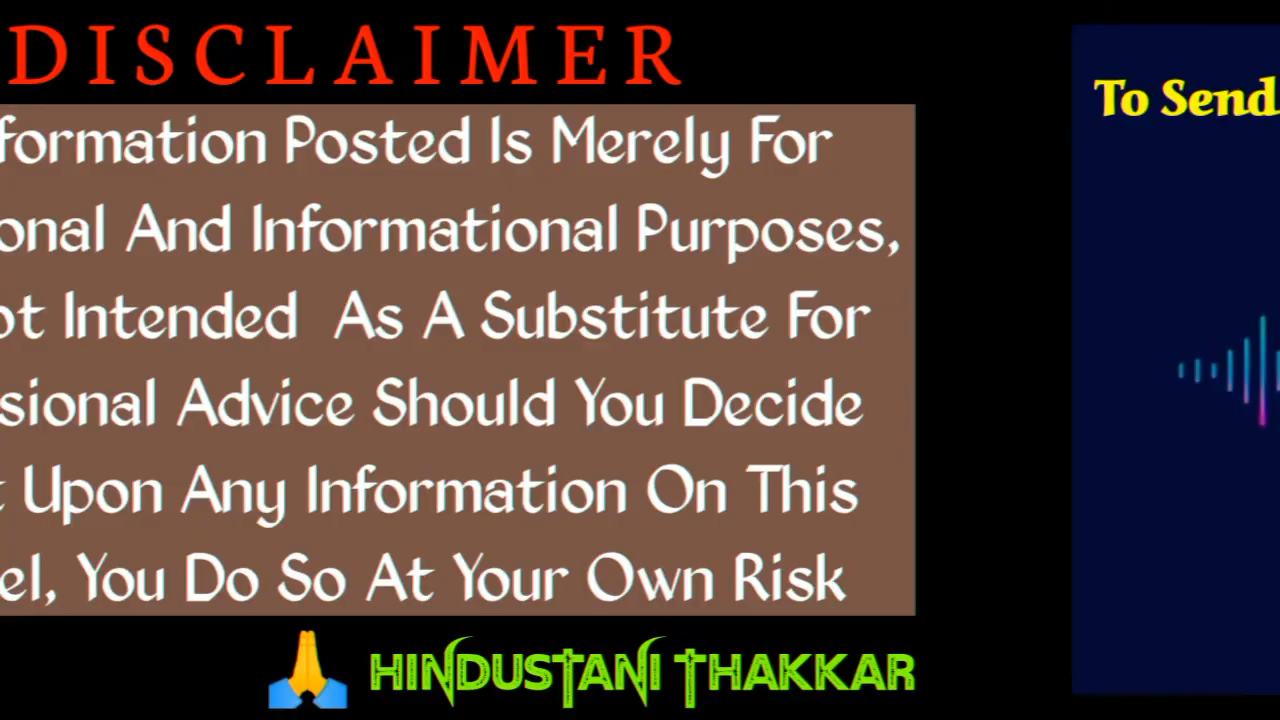 DISCLAIMER
formation Posted Is Merely For
onal And Informational Purposes,
ot Intended As A Substitute For
sional Advice Should You Decide
t Upon Any Information On This
el, You Do So At Your Own Risk
HINDUSTANI THAKKAR
To Send